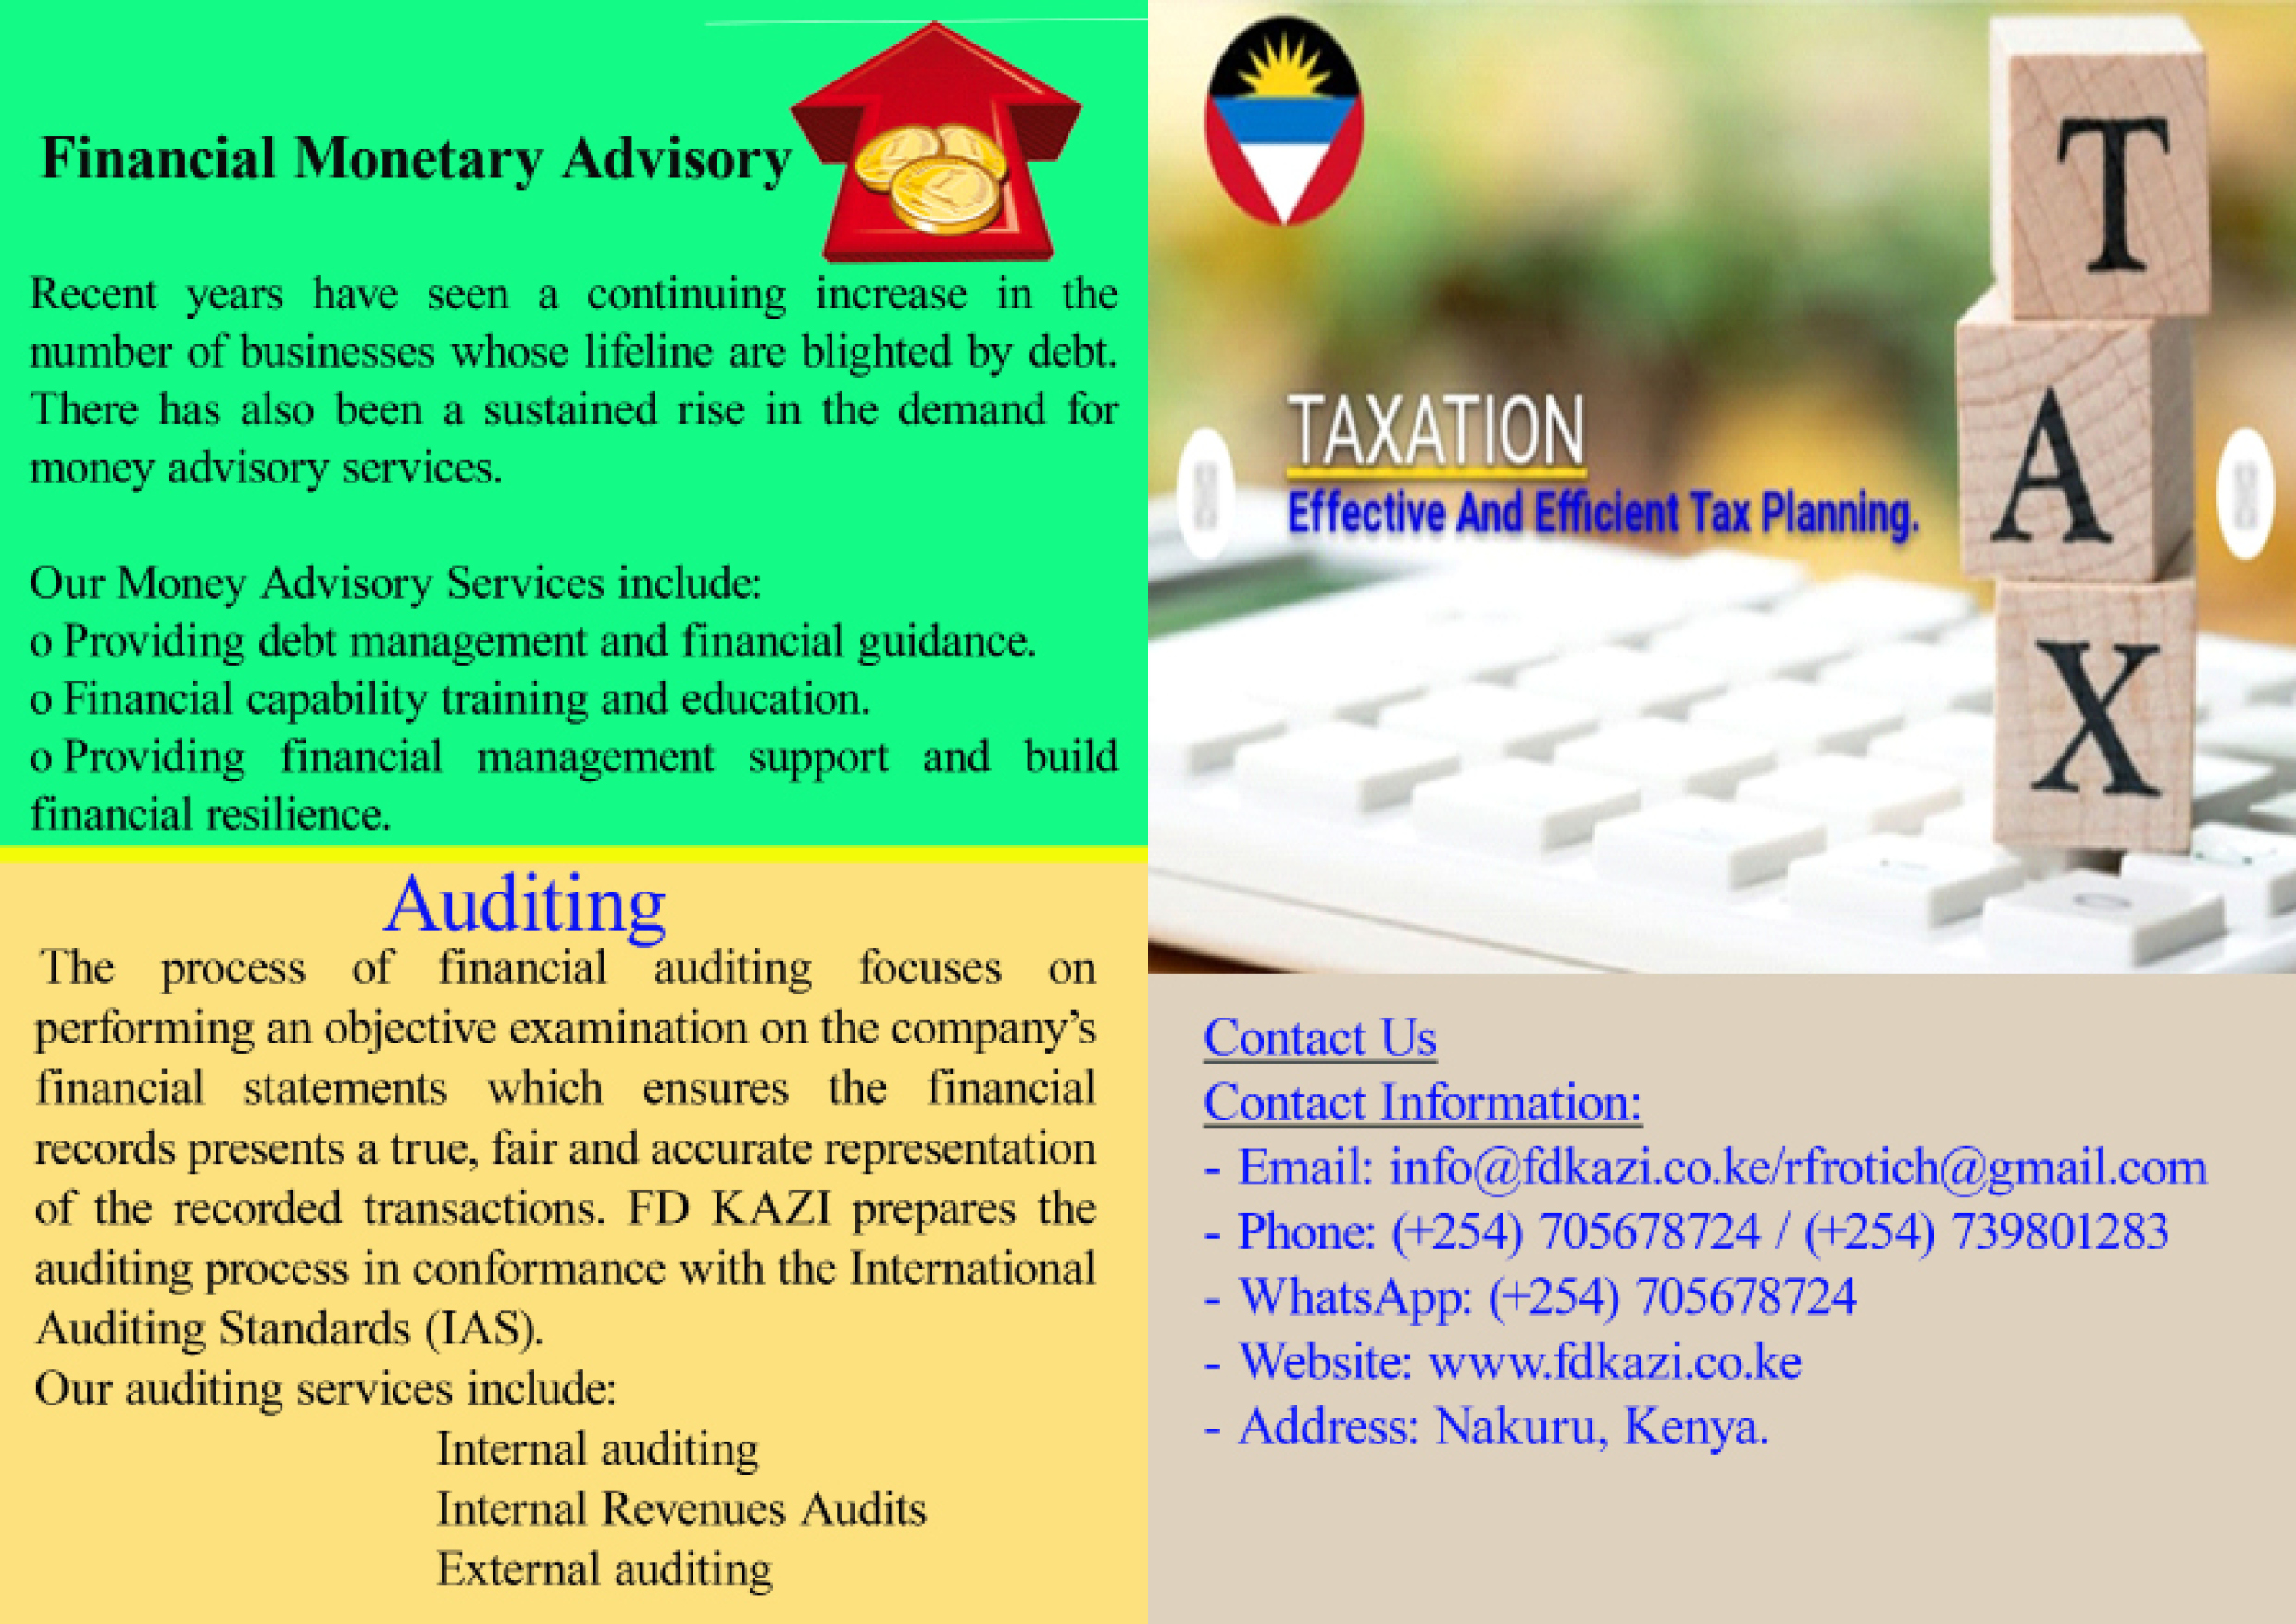 Financial Monetary Advisory
Recent years have seen a continuing increase in the
number of businesses whose lifeline are blighted by debt.
There has also been a sustained rise in the demand for
money advisory services.
Our Money Advisory Services include:
o Providing debt management and financial guidance.
o Financial capability training and education.
o Providing financial management support and build
financial resilience.
Auditing
The process of financial auditing focuses on
performing an objective examination on the company’s
financial statements which ensures the financial
records presents a true, fair and accurate representation
of the recorded transactions. FD KAZI prepares the
auditing process in conformance with the International
Auditing Standards (IAS).
Our auditing services include:
Internal auditing
Internal Revenues Audits
External auditing
T
A
X
TAXATION
Effective And Efficient Tax Planning.
Contact Us
Contact Information:
- Email: info@fdkazi.co.ke/rfrotich@gmail.com
- Phone: (+254) 705678724 / (+254) 739801283
- WhatsApp: (+254) 705678724
- Website: www.fdkazi.co.ke
- Address: Nakuru, Kenya.